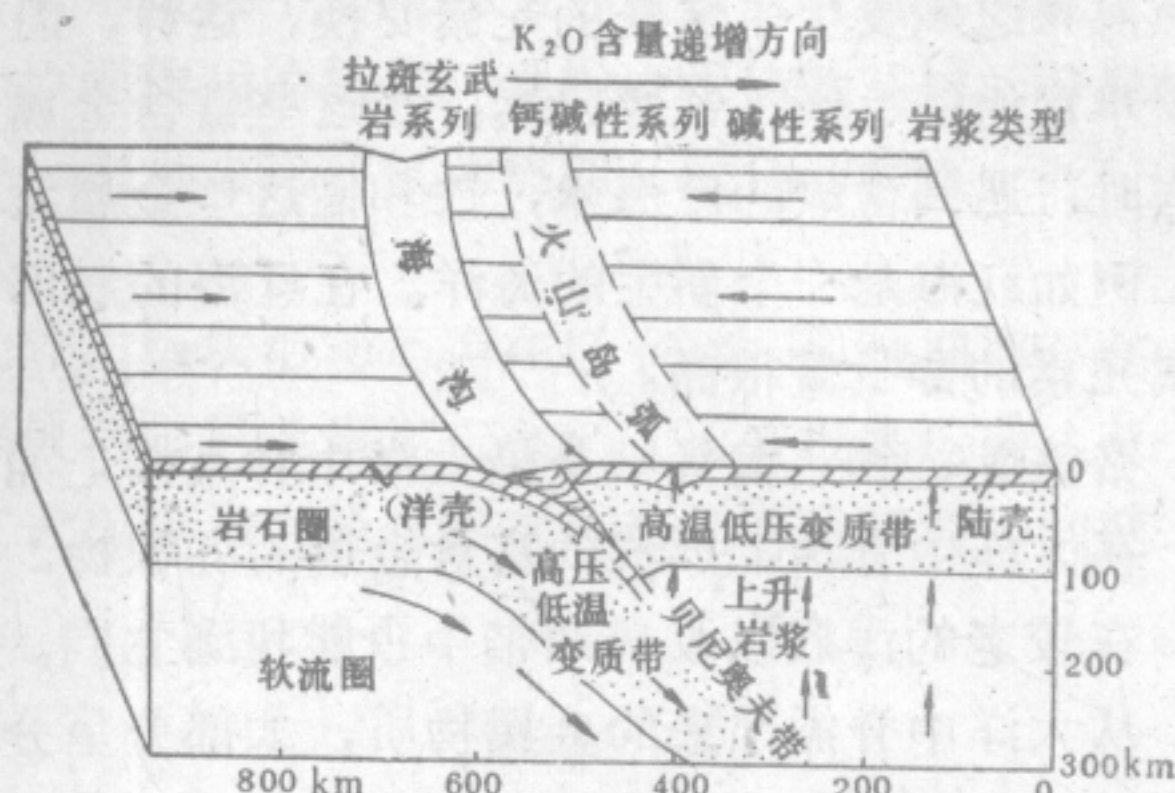 K₂O含量递增方向
拉斑玄武
岩系列
钙碱性系列
碱性系列
岩浆类型
海沟
火山岛弧
0
岩石圈
(洋壳)
高温低压变质带
陆壳
100
高压
低温
变质带
上升
岩浆
贝尼奥夫带
软流圈
200
300km
800 km
600
400
200
0